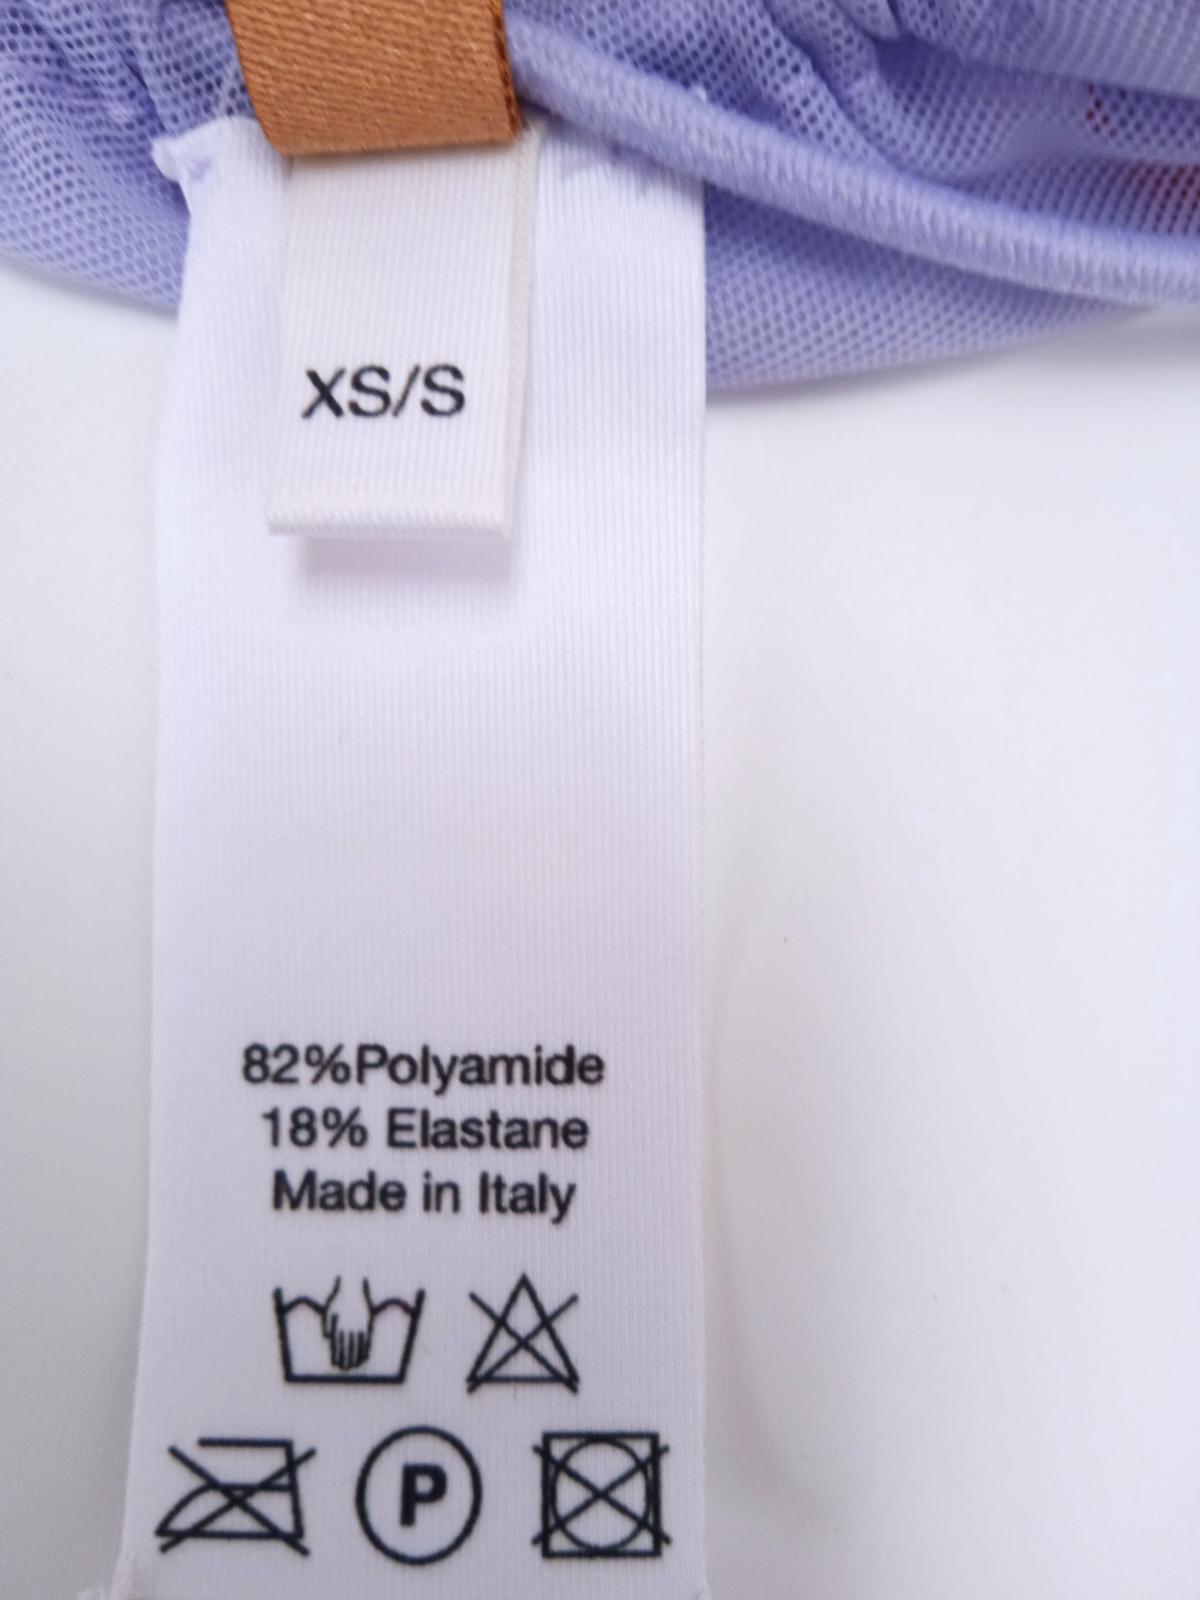 XS/S
82%Polyamide
18% Elastane
Made in Italy
P